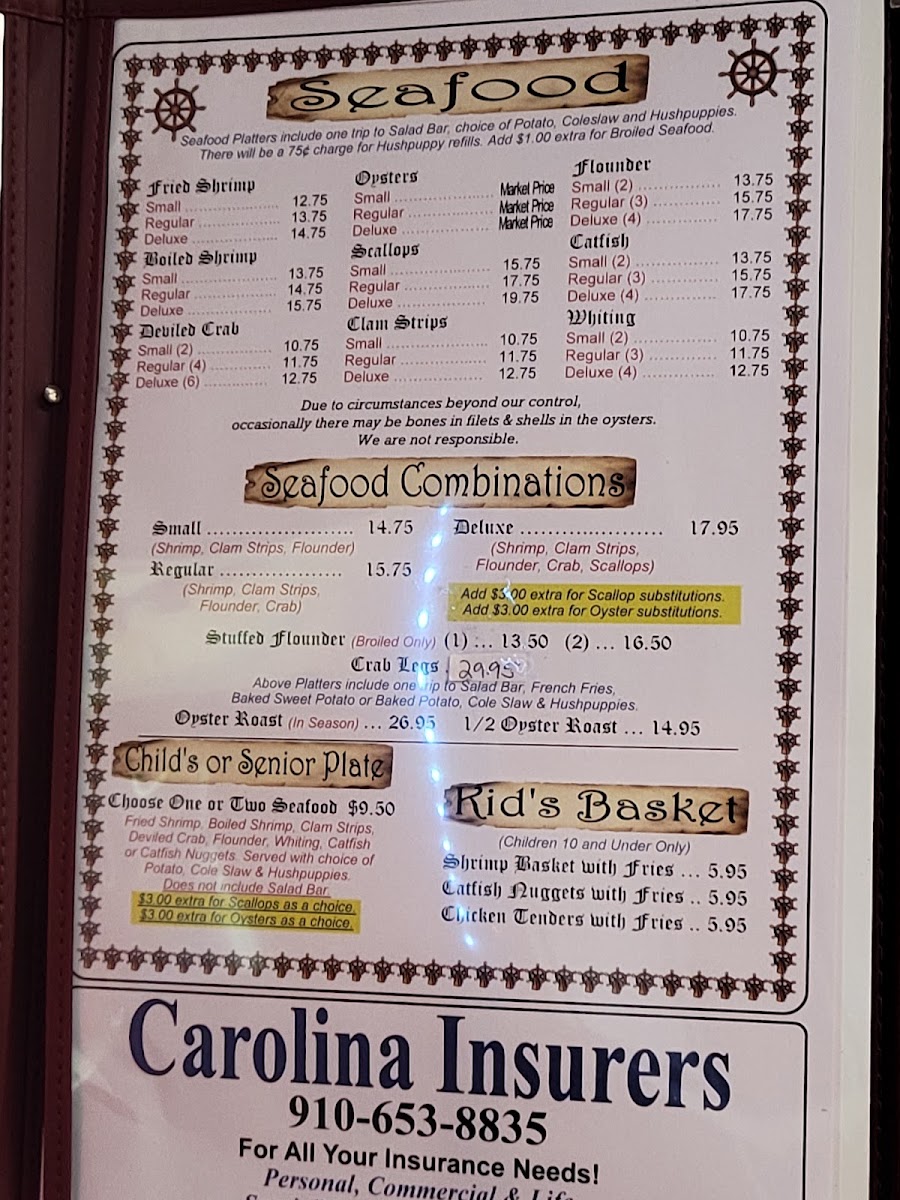 Seafood
Seafood Platters include one trip to Salad Bar, choice of Potato, Coleslaw and Hushpuppies.
There will be a 75¢ charge for Hushpuppy refills. Add $1.00 extra for Broiled Seafood.
Fried Shrimp
Small ........................ 12.75
Regular ..................... 13.75
Deluxe ...................... 14.75
Boiled Shrimp
Small ........................ 13.75
Regular ..................... 14.75
Deluxe ...................... 15.75
Deviled Crab
Small (2) ................... 10.75
Regular (4) ................ 11.75
Deluxe (6) ................. 12.75
Oysters
Small ........................ Market Price
Regular ..................... Market Price
Deluxe ...................... Market Price
Scallops
Small ........................ 15.75
Regular ..................... 17.75
Deluxe ...................... 19.75
Clam Strips
Small ........................ 10.75
Regular ..................... 11.75
Deluxe ...................... 12.75
Flounder
Small (2) ................... 13.75
Regular (3) ................ 15.75
Deluxe (4) ................. 17.75
Catfish
Small (2) ................... 13.75
Regular (3) ................ 15.75
Deluxe (4) ................. 17.75
Whiting
Small (2) ................... 10.75
Regular (3) ................ 11.75
Deluxe (4) ................. 12.75
Due to circumstances beyond our control,
occasionally there may be bones in filets & shells in the oysters.
We are not responsible.
Seafood Combinations
Small ...................... 14.75
(Shrimp, Clam Strips, Flounder)
Regular .................. 15.75
(Shrimp, Clam Strips,
Flounder, Crab)
Deluxe ..................... 17.95
(Shrimp, Clam Strips,
Flounder, Crab, Scallops)
Add $3.00 extra for Scallop substitutions.
Add $3.00 extra for Oyster substitutions.
Stuffed Flounder (Broiled Only) (1) ... 13.50 (2) ... 16.50
Crab Legs . 29.95
Above Platters include one trip to Salad Bar, French Fries,
Baked Sweet Potato or Baked Potato, Cole Slaw & Hushpuppies.
Oyster Roast (In Season) ... 26.95 1/2 Oyster Roast ... 14.95
Child's or Senior Plate
Choose One or Two Seafood $9.50
Fried Shrimp, Boiled Shrimp, Clam Strips,
Deviled Crab, Flounder, Whiting, Catfish
or Catfish Nuggets. Served with choice of
Potato, Cole Slaw & Hushpuppies.
Does not include Salad Bar.
$3.00 extra for Scallops as a choice.
$3.00 extra for Oysters as a choice.
Kid's Basket
(Children 10 and Under Only)
Shrimp Basket with Fries ... 5.95
Catfish Nuggets with Fries .. 5.95
Chicken Tenders with Fries .. 5.95
Carolina Insurers
910-653-8835
For All Your Insurance Needs!
Personal, Commercial & Life